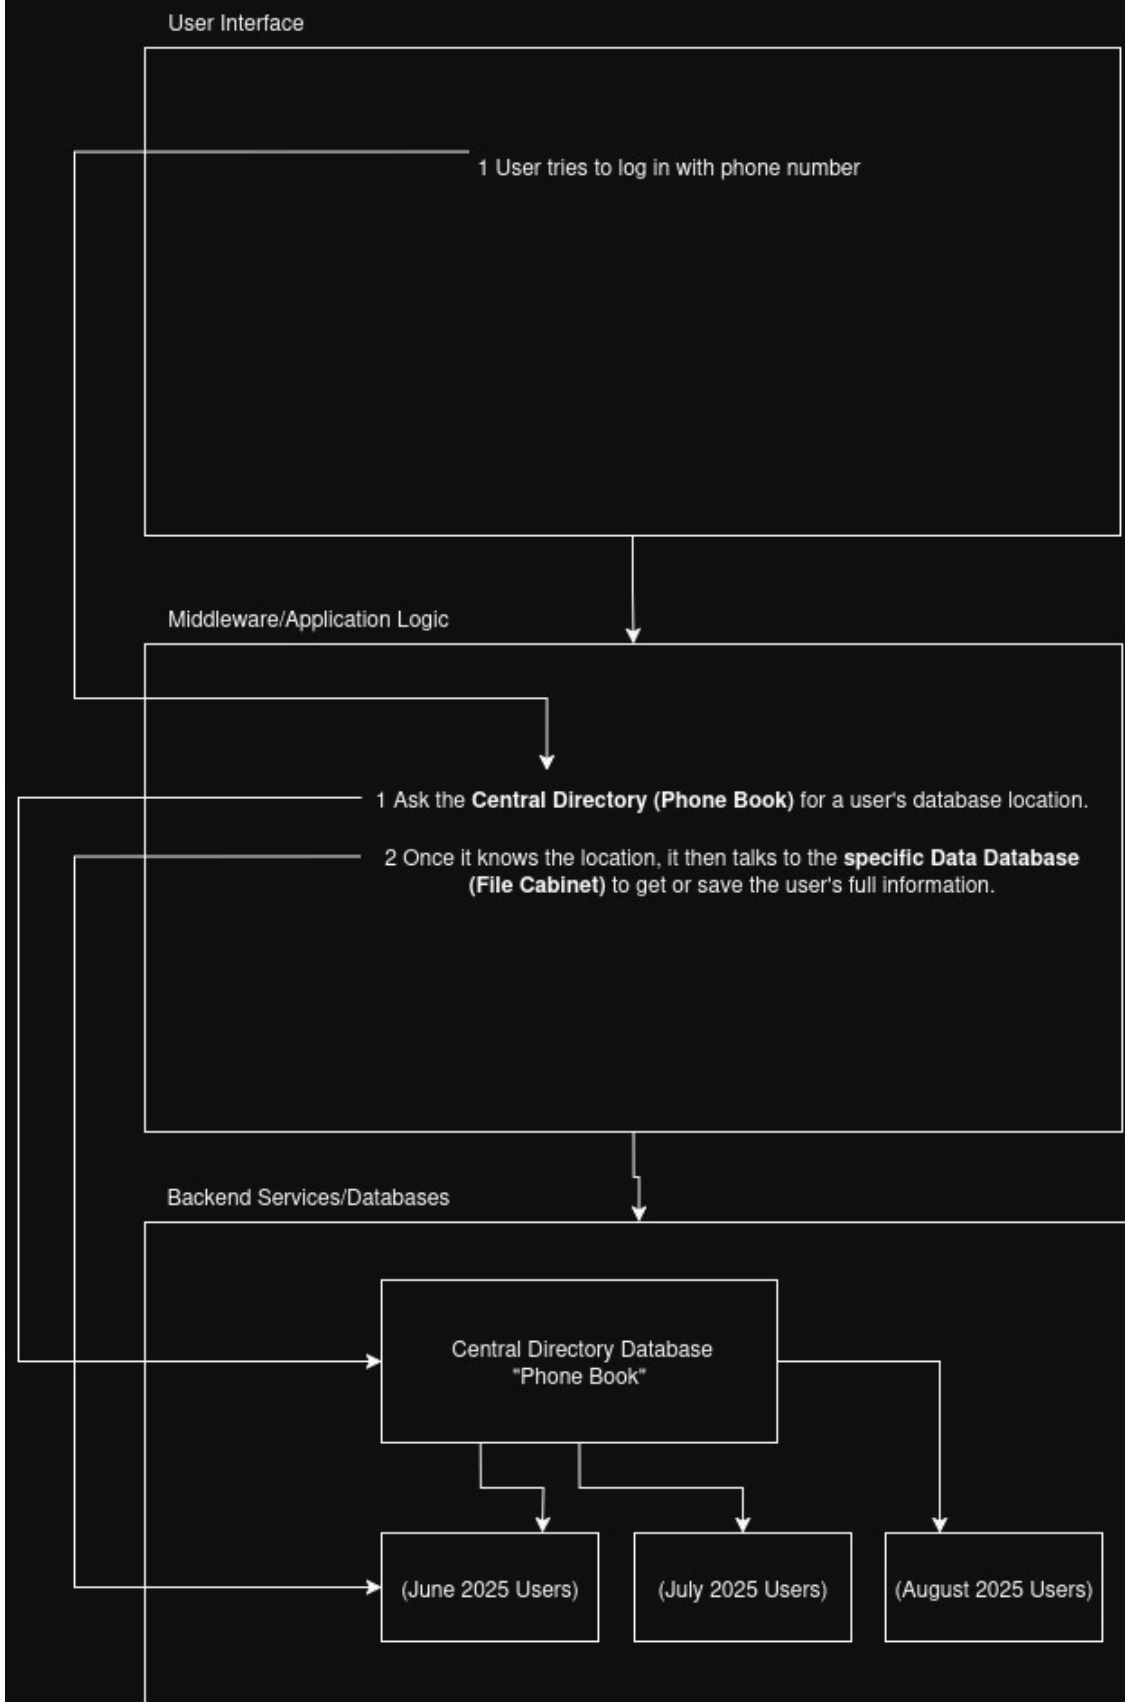 User Interface
1 User tries to log in with phone number
Middleware/Application Logic
1 Ask the Central Directory (Phone Book) for a user's database location.
2 Once it knows the location, it then talks to the specific Data Database
(File Cabinet) to get or save the user's full information.
Backend Services/Databases
Central Directory Database
"Phone Book"
(June 2025 Users)
(July 2025 Users)
(August 2025 Users)